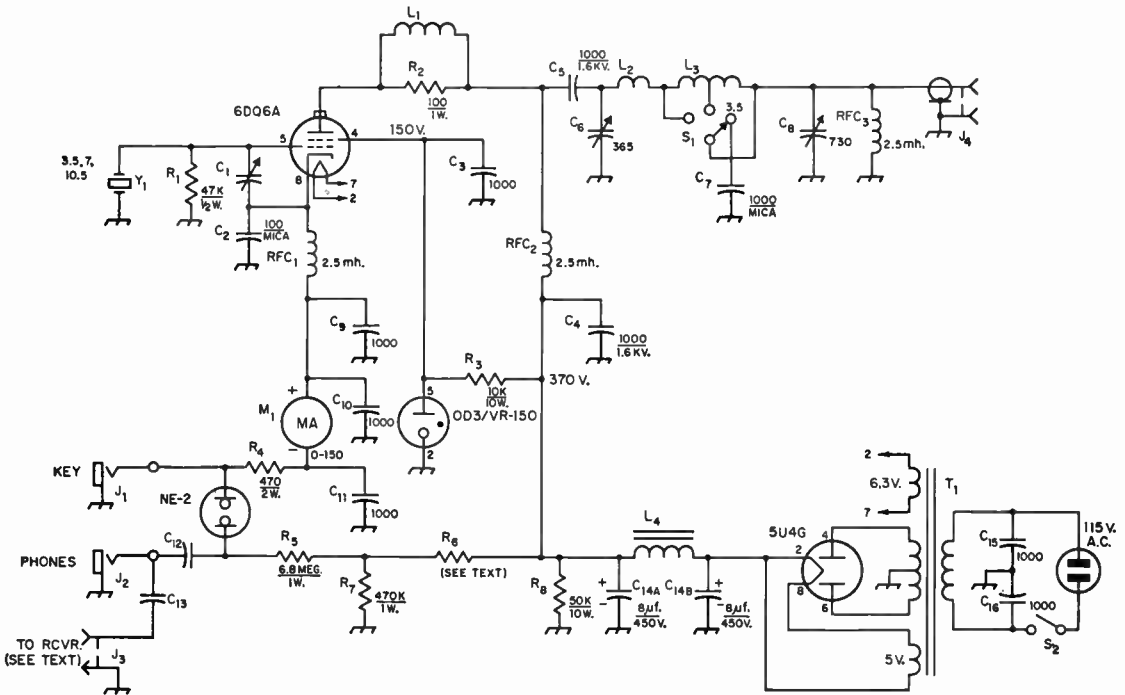 L1
R2
100
1W.
6DQ6A
5
4
8
7
2
150V.
C5
1000
1.6KV.
L2
L3
3.5
S1
C6
365
C7
1000
MICA
C8
730
RFC3
2.5mh.
J4
3.5, 7,
10.5
Y1
R1
47K
1/2W.
C1
C2
100
MICA
RFC1
2.5mh.
C3
1000
RFC2
2.5mh.
C4
1000
1.6KV.
C9
1000
C10
1000
M1
+
MA
−
0-150
R3
10K
10W.
370V.
5
OD3/VR-150
2
KEY
J1
R4
470
2W.
NE-2
C11
1000
PHONES
J2
C12
C13
R5
6.8MEG.
1W.
R7
470K
1W.
R6
(SEE TEXT)
TO RCVR.
(SEE TEXT)
J3
R8
50K
10W.
L4
+
−
C14A
8µf.
450V.
C14B
+
−
8µf.
450V.
5U4G
2
4
8
6
2
6.3V.
7
5V.
T1
C15
1000
C16
1000
S2
115V.
A.C.